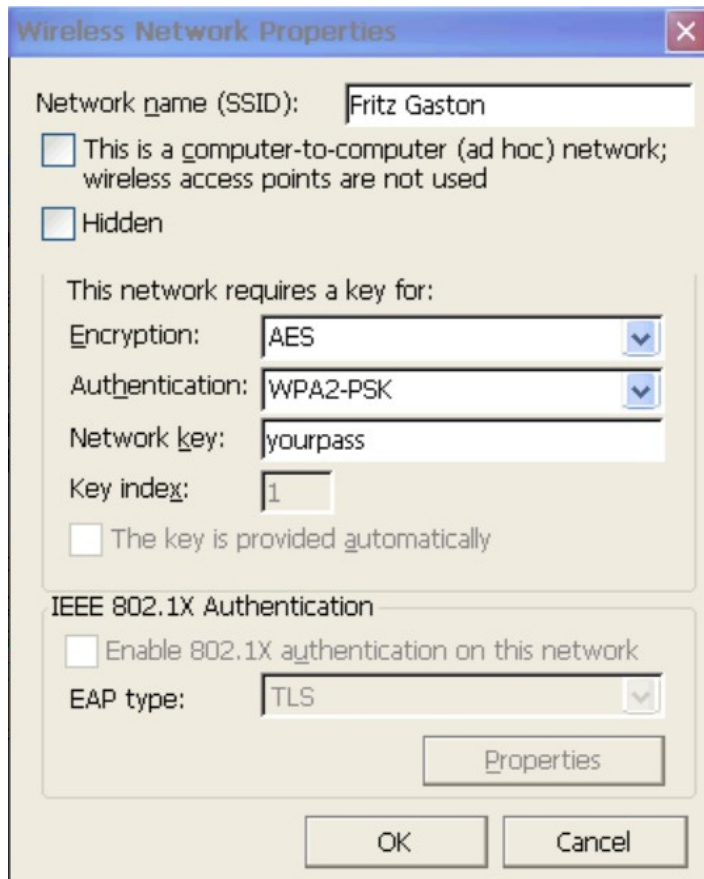 Wireless Network Properties
Network name (SSID): Fritz Gaston
This is a computer-to-computer (ad hoc) network;
wireless access points are not used
Hidden
This network requires a key for:
Encryption: AES
Authentication: WPA2-PSK
Network key: yourpass
Key index: 1
The key is provided automatically
IEEE 802.1X Authentication
Enable 802.1X authentication on this network
EAP type: TLS
Properties
OK Cancel